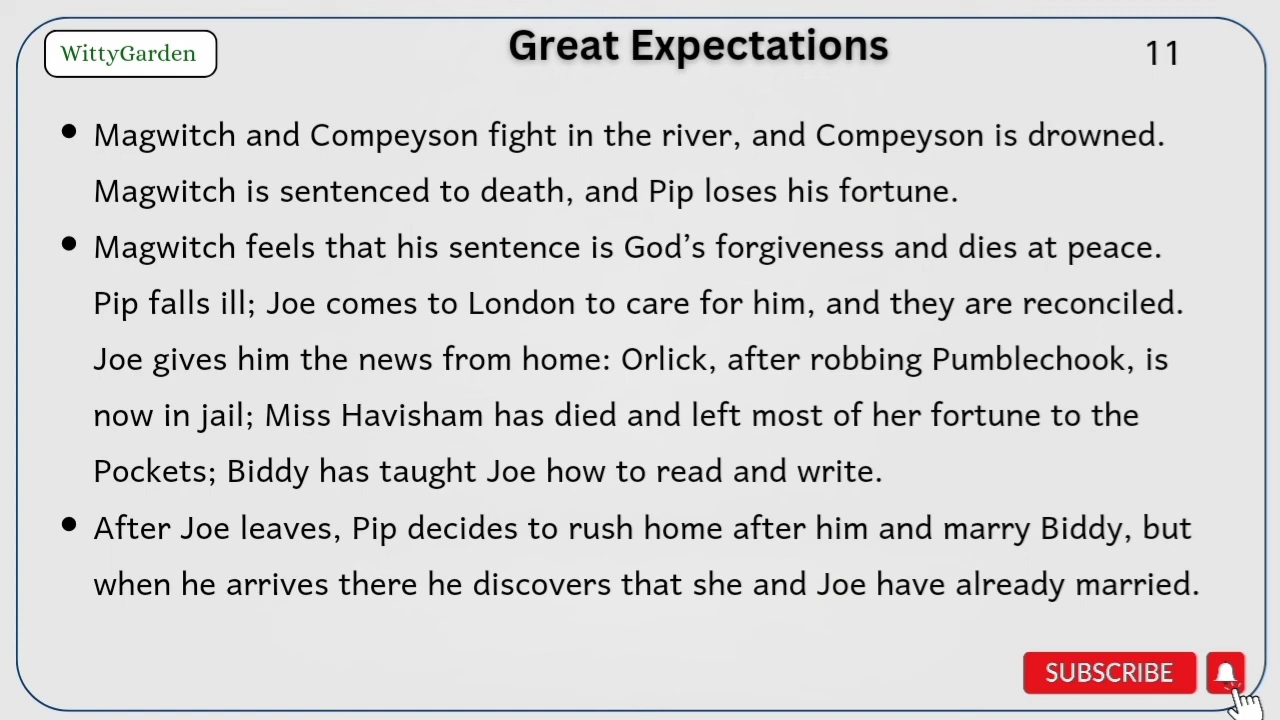 WittyGarden
Great Expectations
11
• Magwitch and Compeyson fight in the river, and Compeyson is drowned.
Magwitch is sentenced to death, and Pip loses his fortune.
• Magwitch feels that his sentence is God’s forgiveness and dies at peace.
Pip falls ill; Joe comes to London to care for him, and they are reconciled.
Joe gives him the news from home: Orlick, after robbing Pumblechook, is
now in jail; Miss Havisham has died and left most of her fortune to the
Pockets; Biddy has taught Joe how to read and write.
• After Joe leaves, Pip decides to rush home after him and marry Biddy, but
when he arrives there he discovers that she and Joe have already married.
SUBSCRIBE